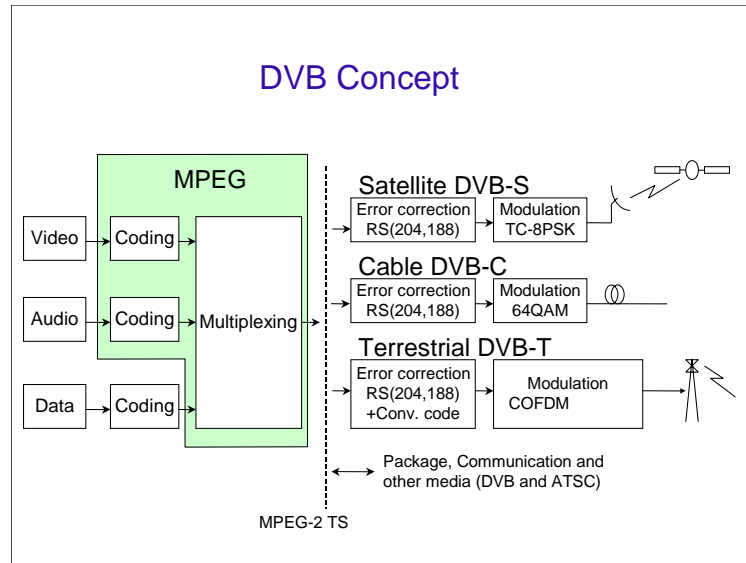 DVB Concept
MPEG
Video
Coding
Audio
Coding
Multiplexing
Data
Coding
Satellite DVB-S
Error correction
RS(204,188)
Modulation
TC-8PSK
Cable DVB-C
Error correction
RS(204,188)
Modulation
64QAM
Terrestrial DVB-T
Error correction
RS(204,188)
+Conv. code
Modulation
COFDM
Package, Communication and
other media (DVB and ATSC)
MPEG-2 TS